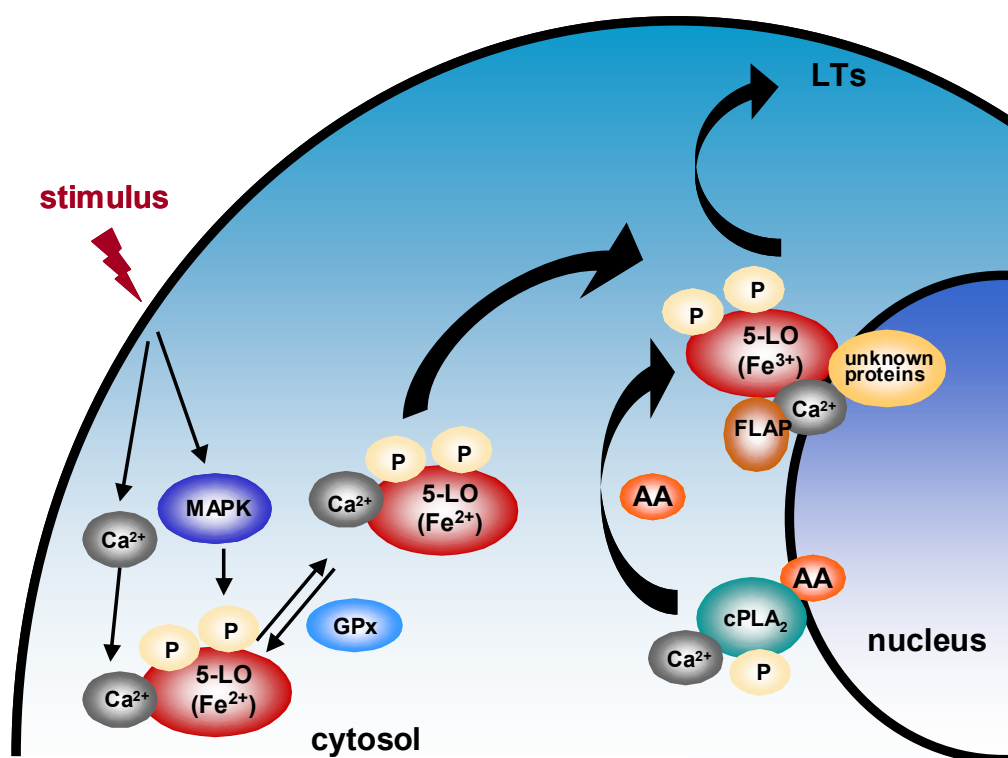 LTs
stimulus
P
P
5-LO
(Fe³⁺)
unknown
proteins
Ca²⁺
FLAP
P
P
5-LO
(Fe²⁺)
Ca²⁺
MAPK
AA
Ca²⁺
AA
cPLA₂
Ca²⁺
P
GPx
P
P
5-LO
(Fe²⁺)
Ca²⁺
nucleus
cytosol